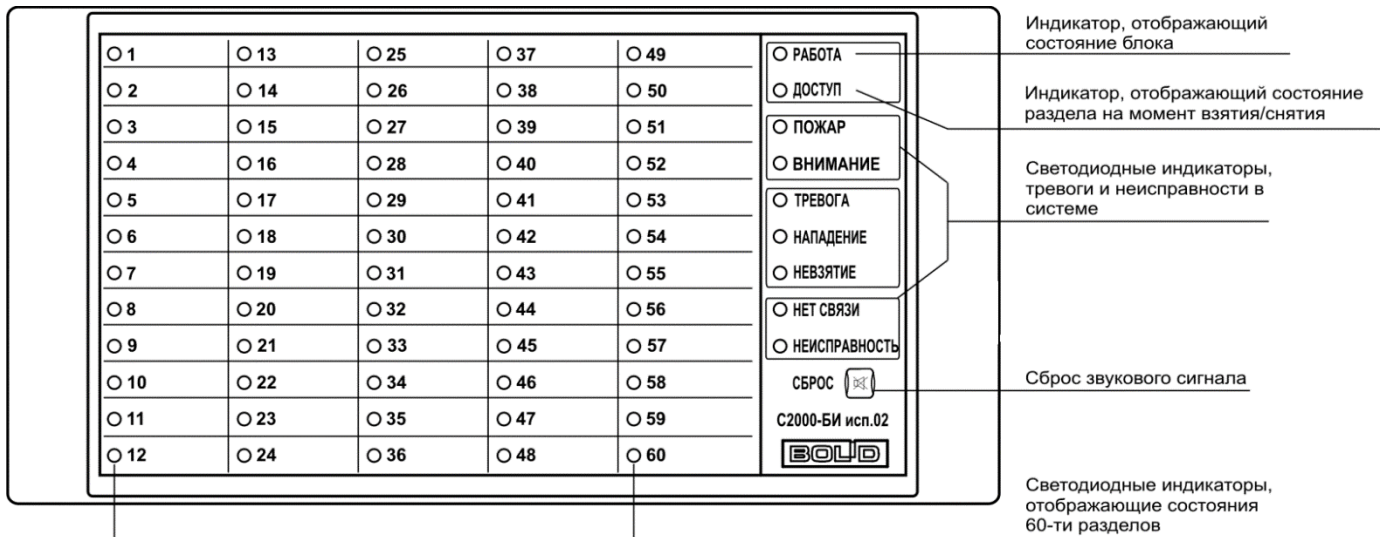 1 13 25 37 49 РАБОТА
2 14 26 38 50 ДОСТУП
3 15 27 39 51 ПОЖАР
4 16 28 40 52 ВНИМАНИЕ
5 17 29 41 53 ТРЕВОГА
6 18 30 42 54 НАПАДЕНИЕ
7 19 31 43 55 НЕВЗЯТИЕ
8 20 32 44 56 НЕТ СВЯЗИ
9 21 33 45 57 НЕИСПРАВНОСТЬ
10 22 34 46 58 СБРОС
11 23 35 47 59 С2000-БИ исп.02
12 24 36 48 60 BOLID
Индикатор, отображающий
состояние блока
Индикатор, отображающий состояние
раздела на момент взятия/снятия
Светодиодные индикаторы,
тревоги и неисправности в
системе
Сброс звукового сигнала
Светодиодные индикаторы,
отображающие состояния
60-ти разделов